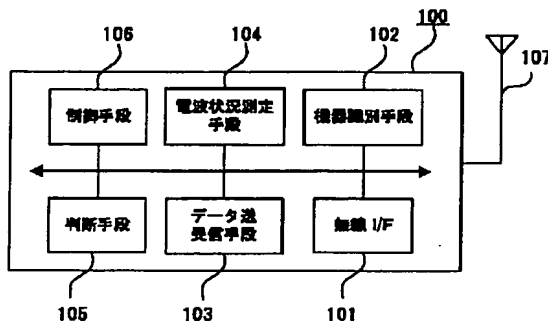 106
104
102
100
107
制御手段
電波状況測定
手段
機器識別手段
判断手段
データ送
受信手段
無線 I/F
105
103
101